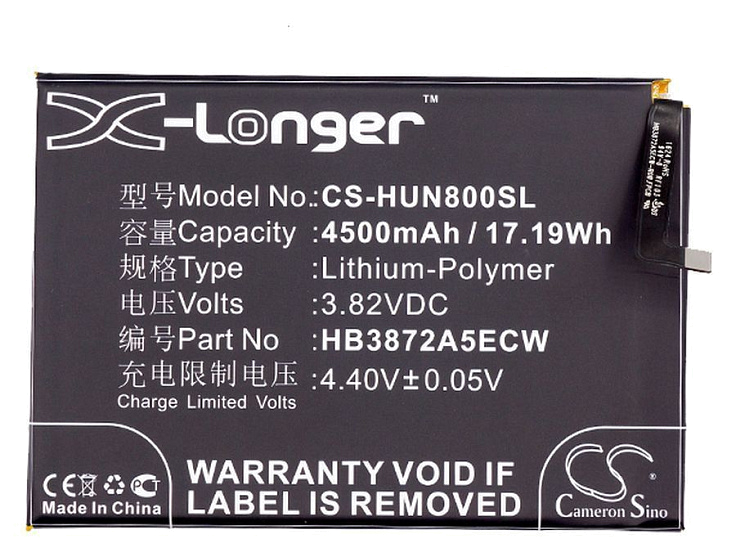 X-Longer™
型号Model No.:CS-HUN800SL
容量Capacity :4500mAh / 17.19Wh
规格Type :Lithium-Polymer
电压Volts :3.82VDC
编号Part No :HB3872A5ECW
充电限制电压 :4.40V±0.05V
Charge Limited Volts
CE PCT
Made In China
WARRANTY VOID IF
LABEL IS REMOVED
CS
Cameron Sino